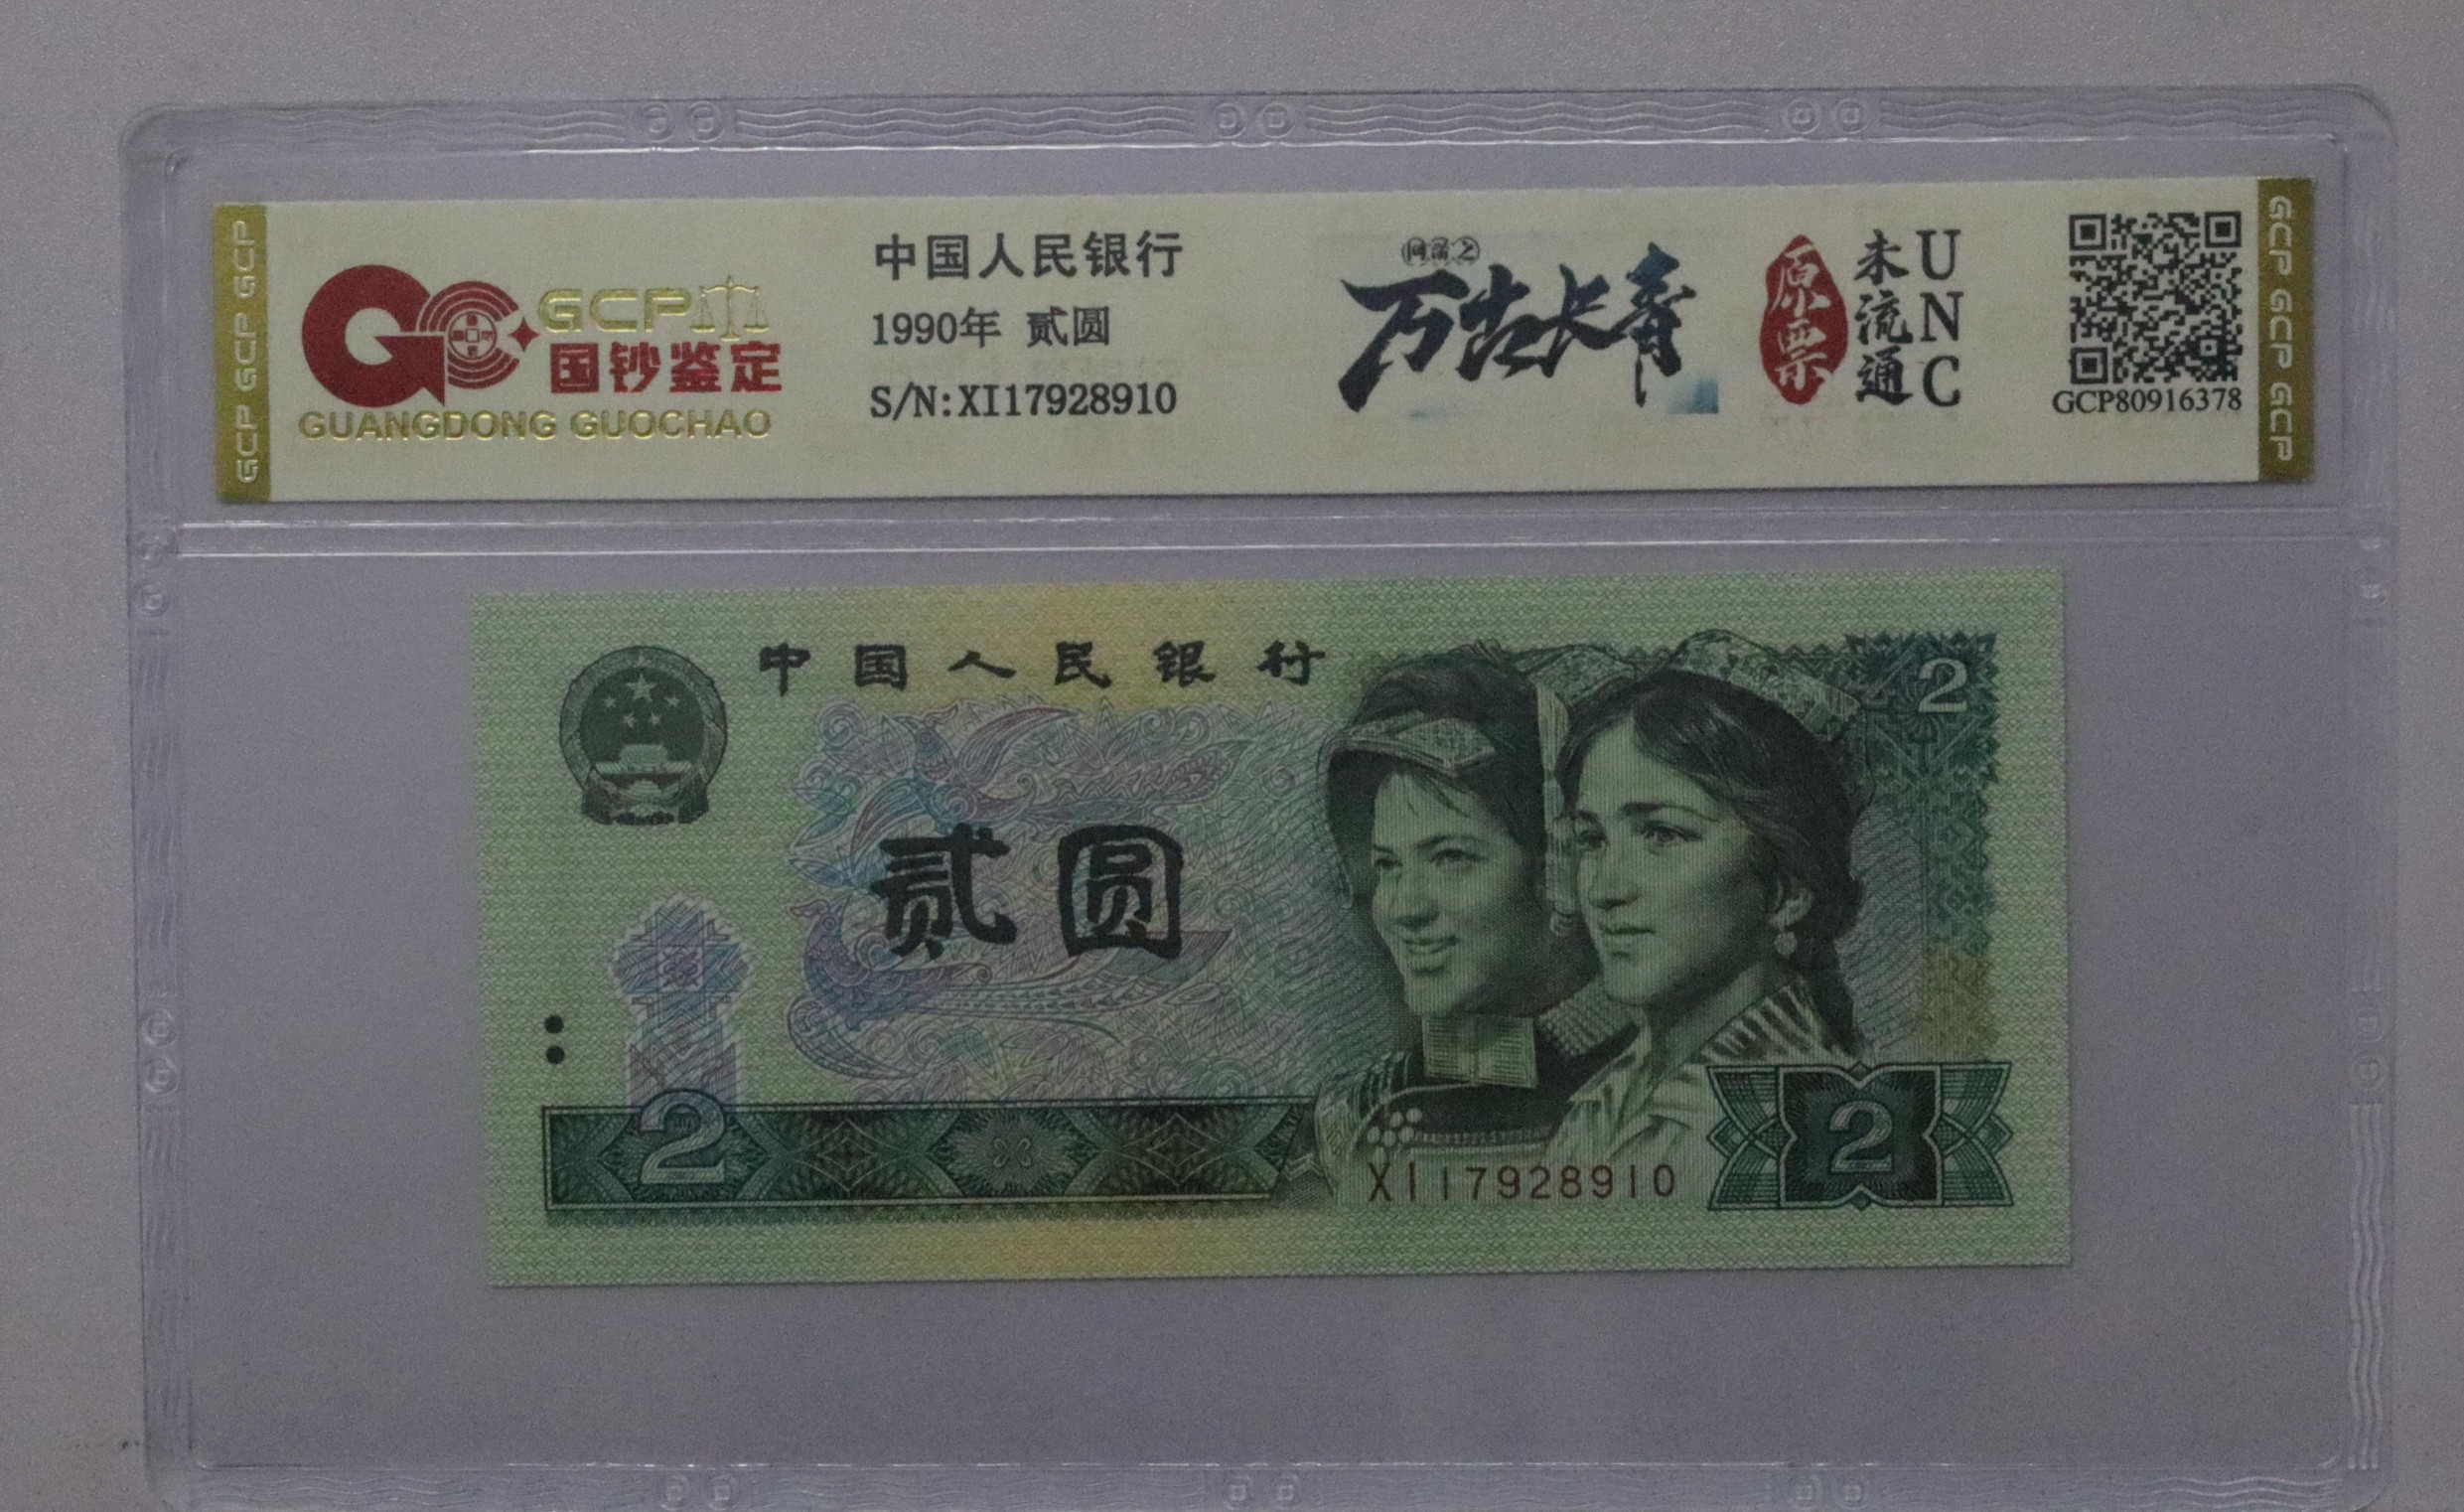 GCP GCP GCP
GCP
国钞鉴定
GUANGDONG GUOCHAO
中国人民银行
1990年 贰圆
S/N:XI17928910
万古长青
原票
未流通
UNC
GCP80916378
GCP GCP GCP
中国人民银行
2
贰圆
2
XI17928910
2